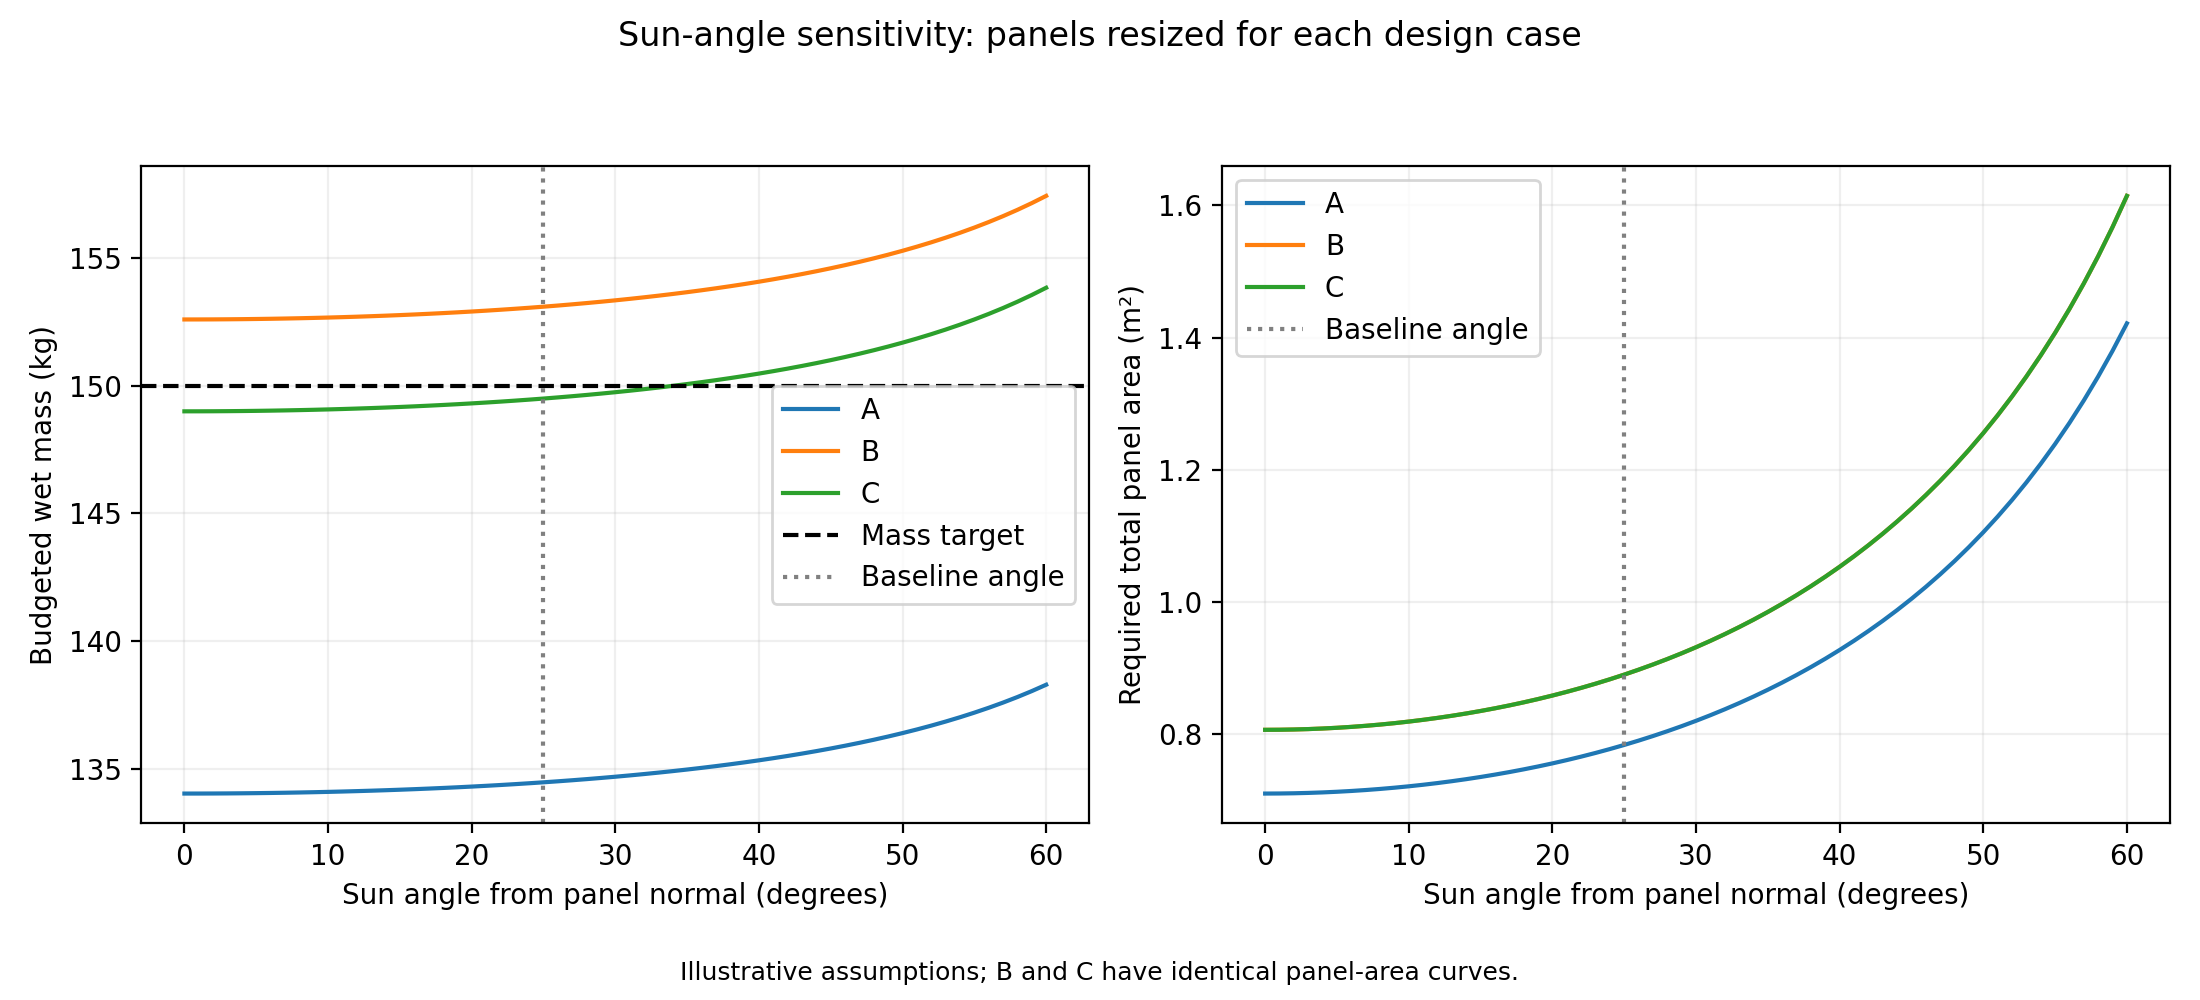 Sun-angle sensitivity: panels resized for each design case
Budgeted wet mass (kg)
155
150
145
140
135
0 10 20 30 40 50 60
Sun angle from panel normal (degrees)
A
B
C
Mass target
Baseline angle
Required total panel area (m²)
1.6
1.4
1.2
1.0
0.8
0 10 20 30 40 50 60
Sun angle from panel normal (degrees)
A
B
C
Baseline angle
Illustrative assumptions; B and C have identical panel-area curves.